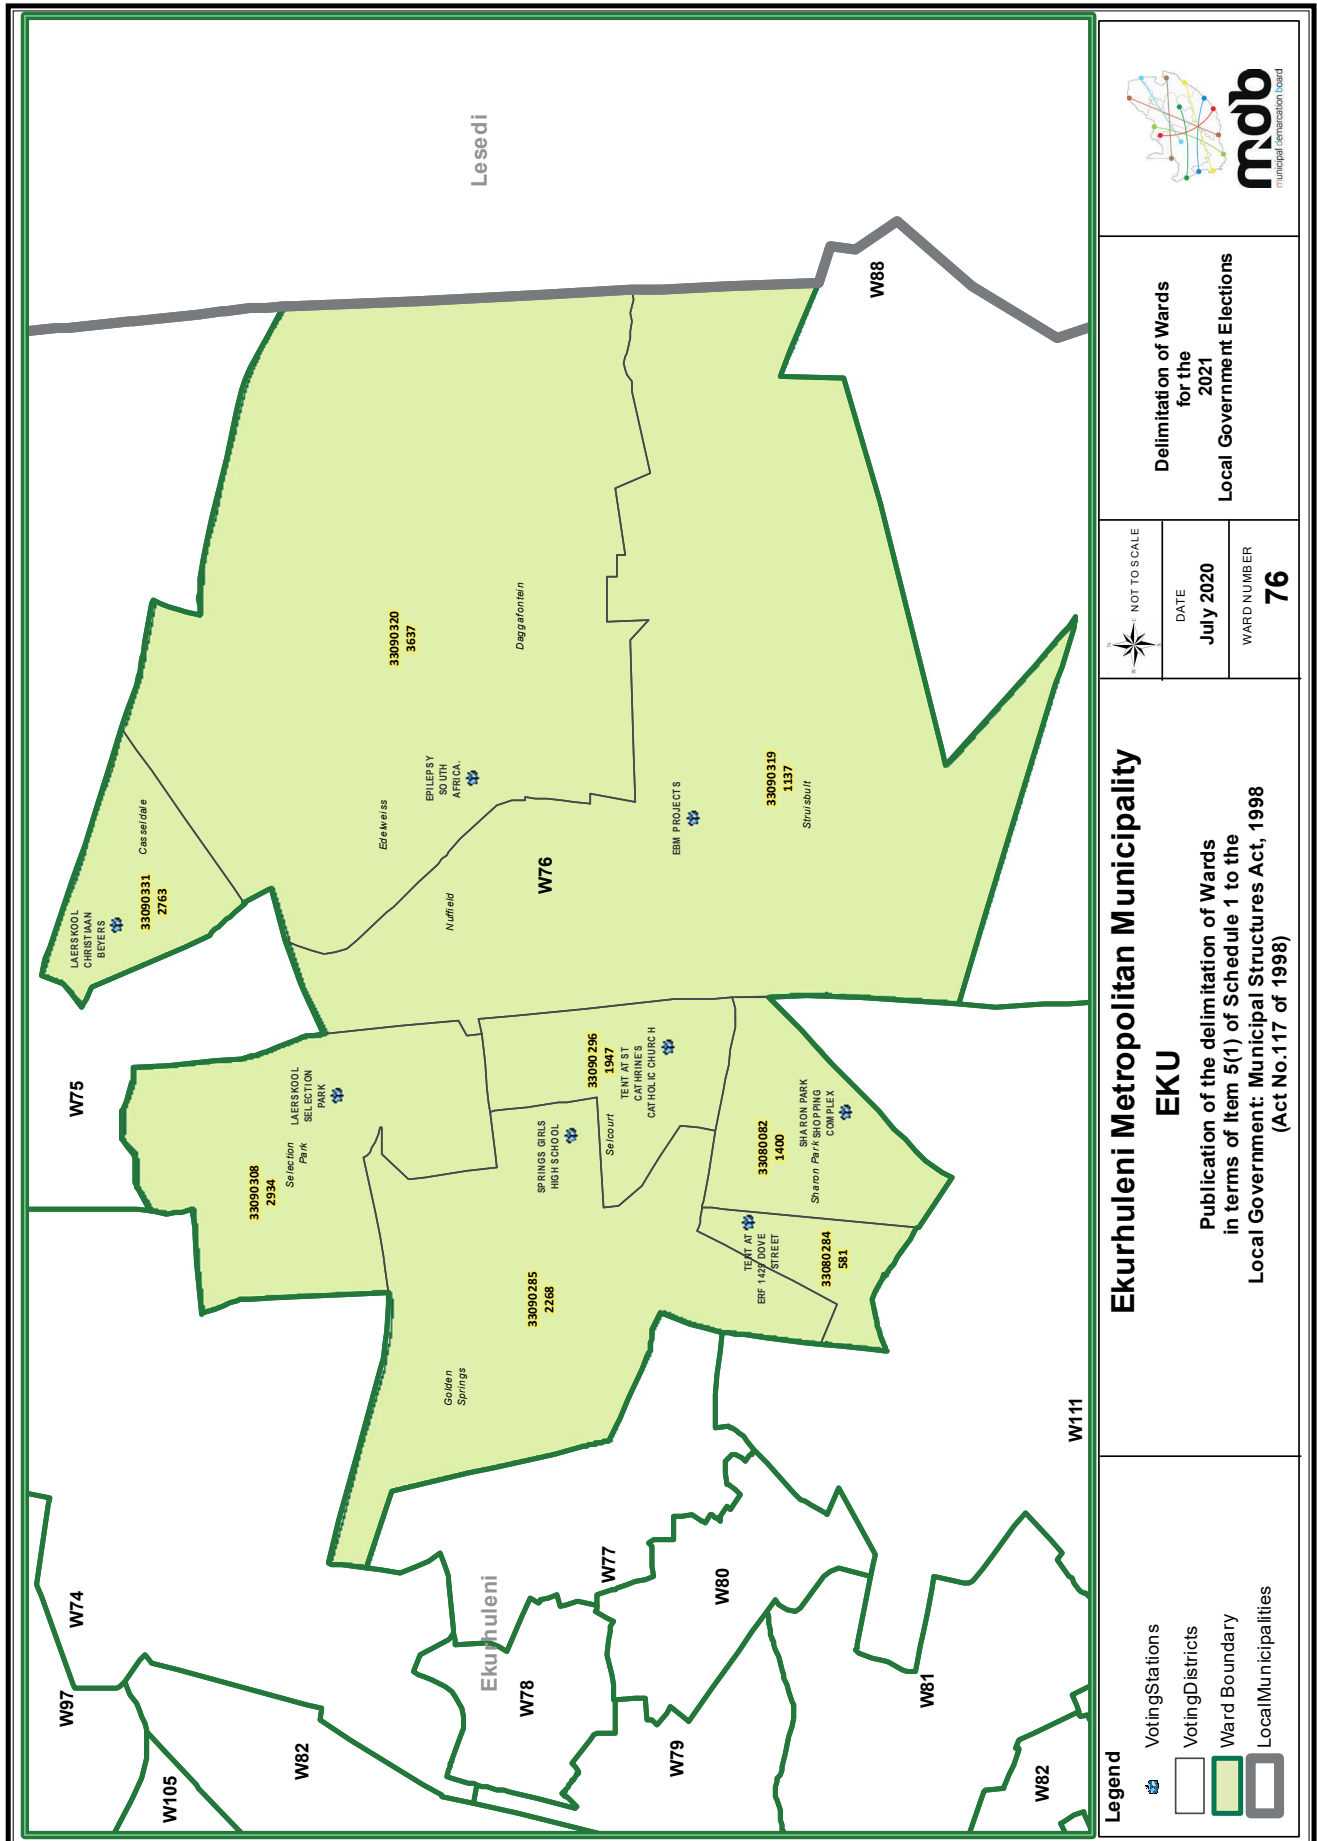 Lesedi
Ekurhuleni
W74
W97
W105
W82
W75
W78
W77
W80
W79
W81
W82
W111
W88
W76
LAERSKOOL
CHRISTIAAN
BEYERS
33090331
2763
Casseldale
33090320
3637
Daggafontein
EPILEPSY
SOUTH
AFRICA.
Edelweiss
Nuffield
EBM PROJECTS
33090319
1137
Struisbult
LAERSKOOL
SELECTION
PARK
Selection
Park
33090308
2934
33090296
1947
TENT AT ST
CATHRINE'S
CATHOLIC CHURCH
SPRINGS GIRLS
HIGH SCHOOL
Selcourt
33090285
2268
Golden
Springs
33080082
1400
SHARON PARK
SHOPPING
COMPLEX
Sharon Park
TENT AT
ERF 1429 DOVE
STREET
33080284
581
Legend
VotingStations
VotingDistricts
Ward Boundary
LocalMunicipalities
Ekurhuleni Metropolitan Municipality
EKU
Publication of the delimitation of Wards
in terms of Item 5(1) of Schedule 1 to the
Local Government: Municipal Structures Act, 1998
(Act No.117 of 1998)
N
W
E
S
NOT TO SCALE
DATE
July 2020
WARD NUMBER
76
Delimitation of Wards
for the
2021
Local Government Elections
mdb
municipal demarcation board